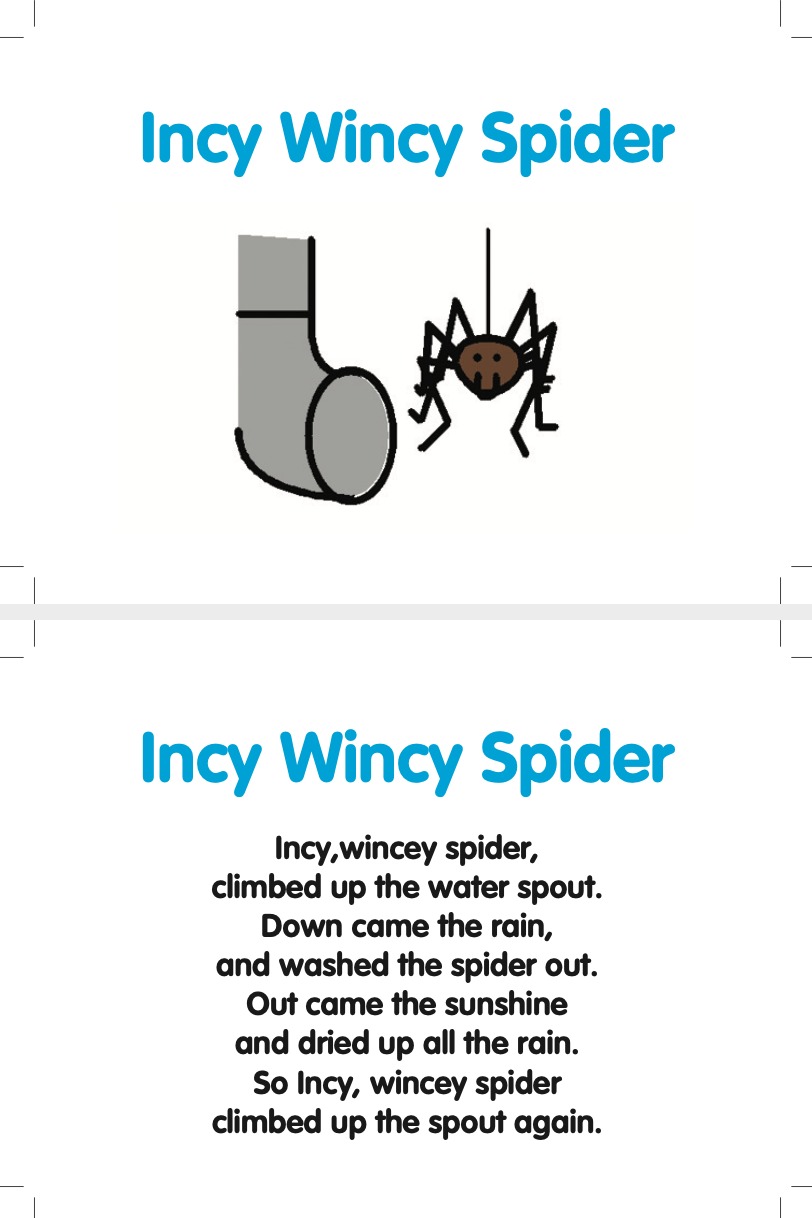 Incy Wincy Spider
Incy Wincy Spider
Incy,wincey spider,
climbed up the water spout.
Down came the rain,
and washed the spider out.
Out came the sunshine
and dried up all the rain.
So Incy, wincey spider
climbed up the spout again.